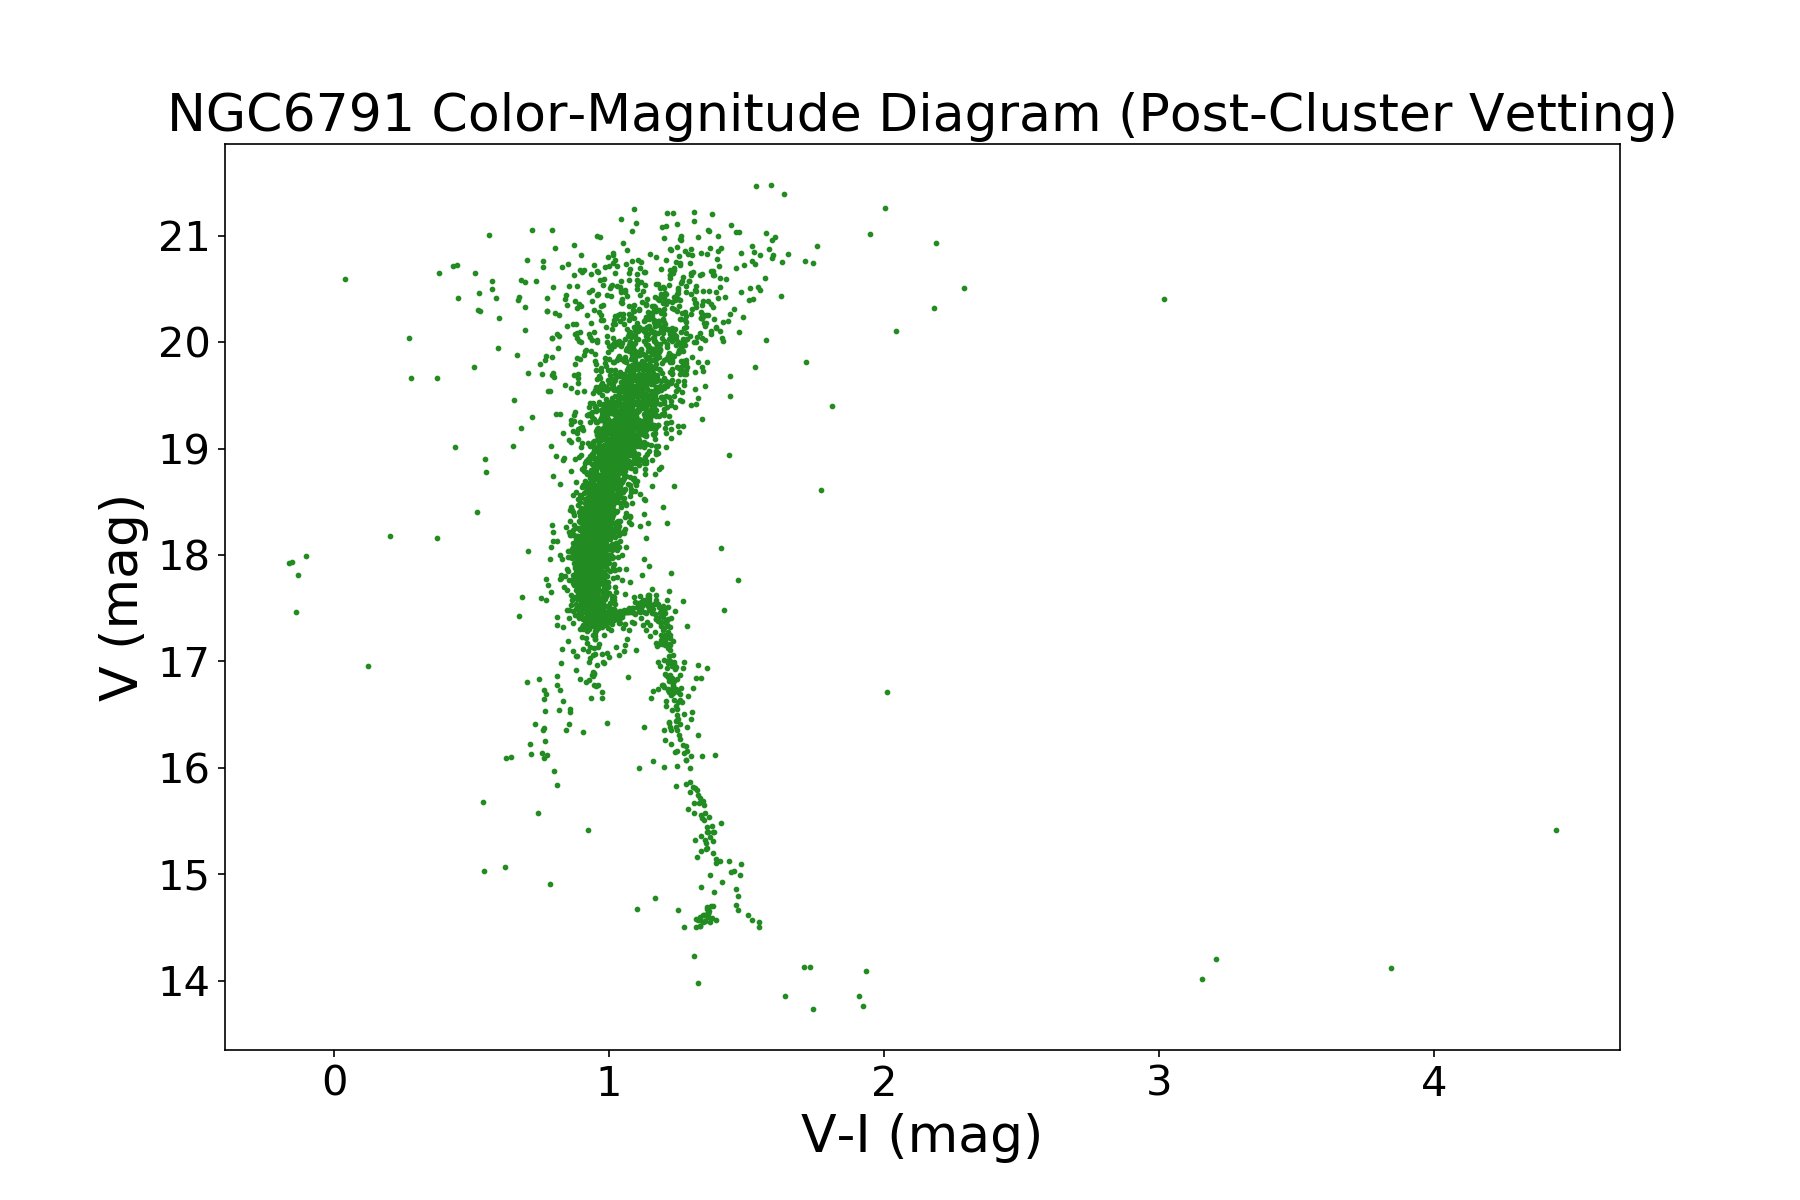 NGC6791 Color-Magnitude Diagram (Post-Cluster Vetting)
21
20
19
18
17
16
15
14
V (mag)
0 1 2 3 4
V-I (mag)